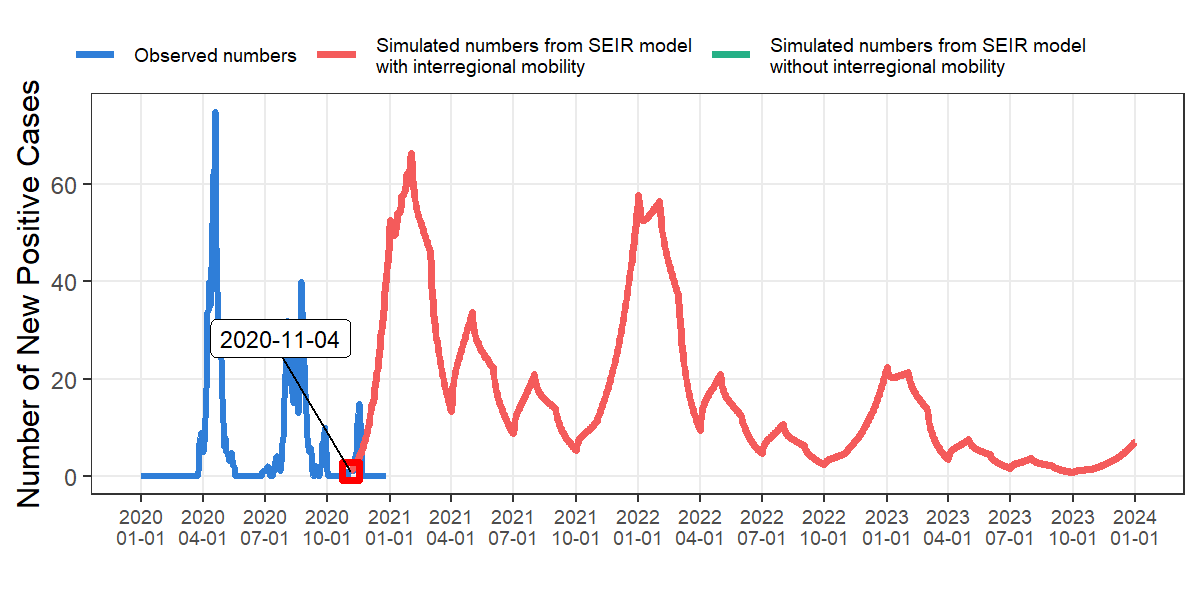 Observed numbers
Simulated numbers from SEIR model
with interregional mobility
Simulated numbers from SEIR model
without interregional mobility
Number of New Positive Cases
60
40
20
0
2020-11-04
2020 2020 2020 2020 2021 2021 2021 2021 2022 2022 2022 2022 2023 2023 2023 2023 2024
01-01 04-01 07-01 10-01 01-01 04-01 07-01 10-01 01-01 04-01 07-01 10-01 01-01 04-01 07-01 10-01 01-01